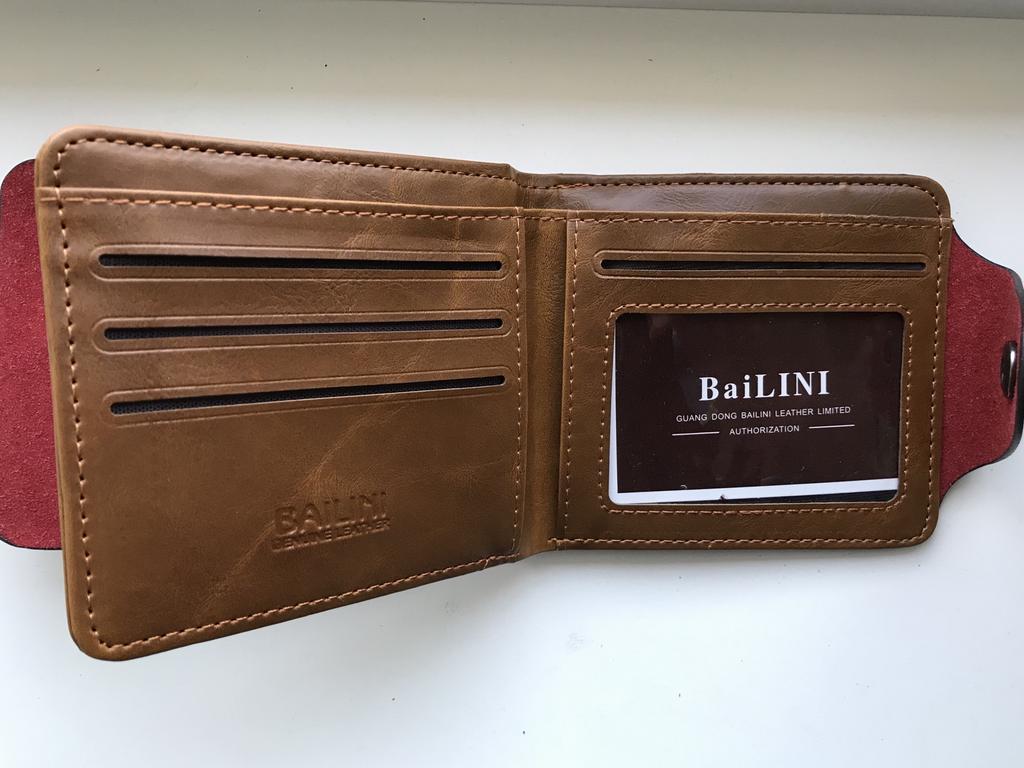 BAILINI
GENUINE LEATHER
BaiLINI
GUANG DONG BAILINI LEATHER LIMITED
AUTHORIZATION